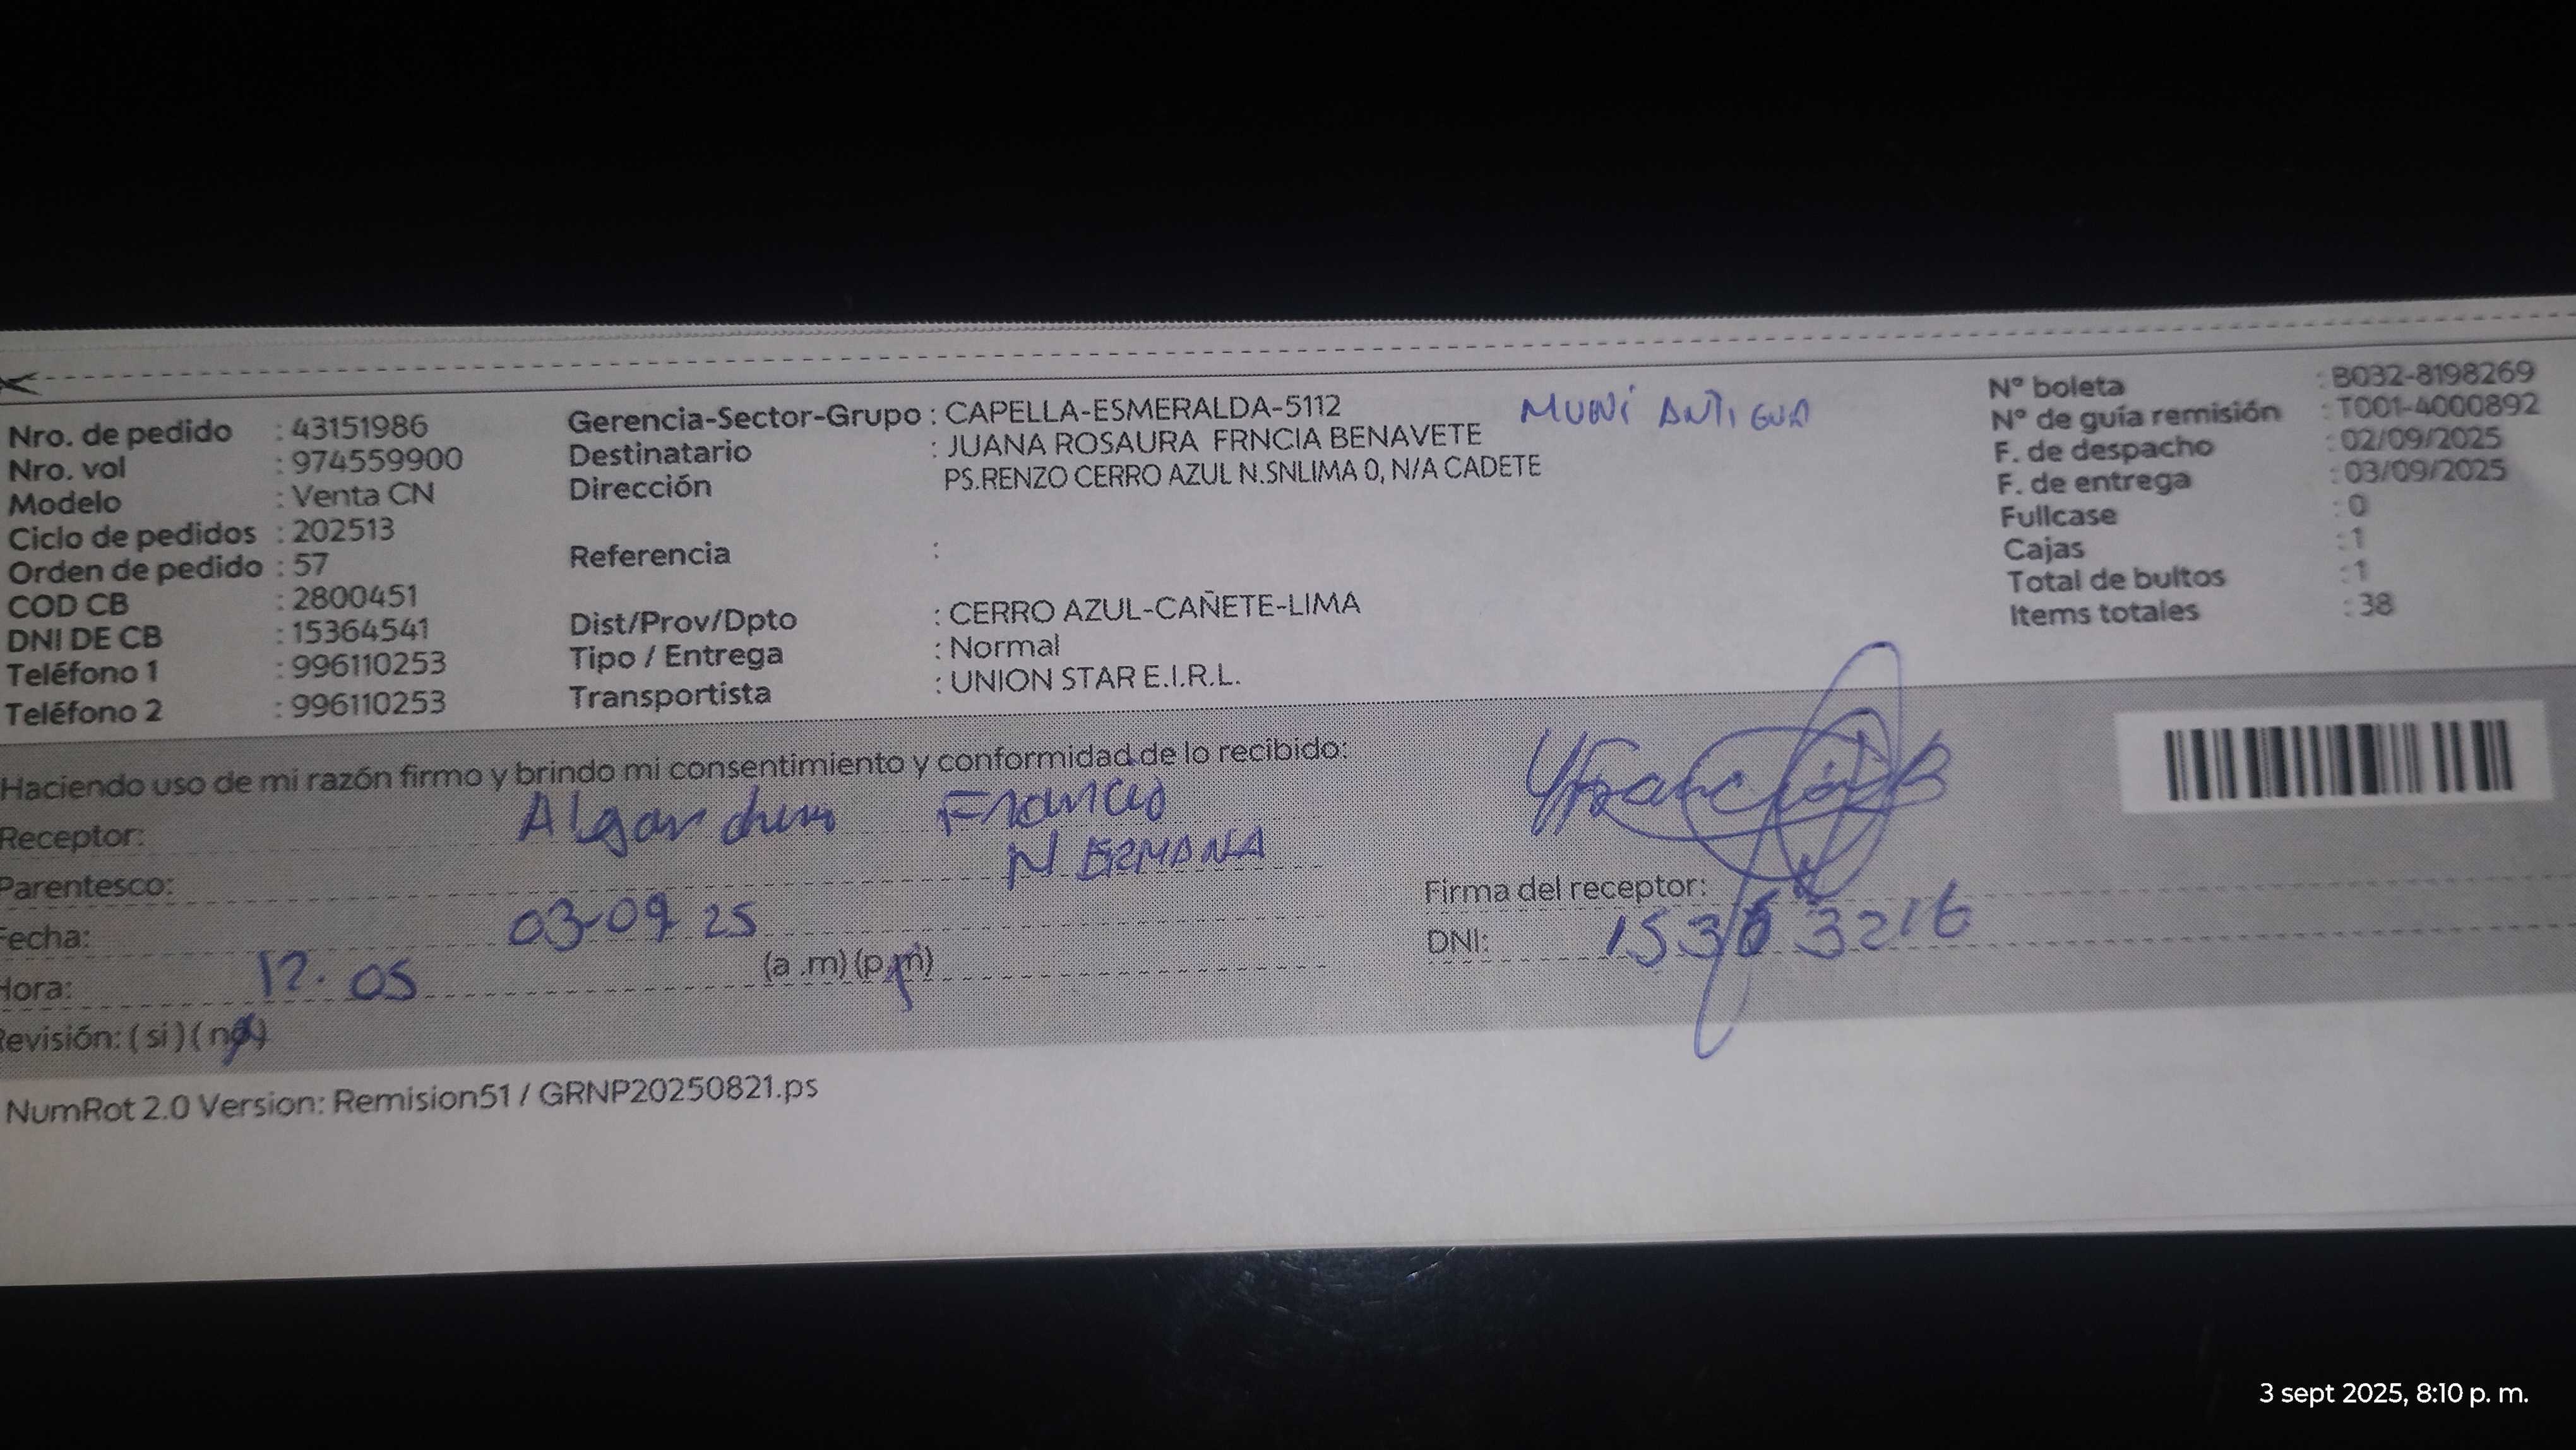 Nro. de pedido : 43151986
Nro. vol : 974559900
Modelo : Venta CN
Ciclo de pedidos : 202513
Orden de pedido : 57
COD CB : 2800451
DNI DE CB : 15364541
Teléfono 1 : 996110253
Teléfono 2 : 996110253
Gerencia-Sector-Grupo : CAPELLA-ESMERALDA-5112
Destinatario : JUANA ROSAURA FRNCIA BENAVETE
Dirección PS.RENZO CERRO AZUL N.SNLIMA 0, N/A CADETE
Referencia :
Dist/Prov/Dpto : CERRO AZUL-CAÑETE-LIMA
Tipo / Entrega : Normal
Transportista : UNION STAR E.I.R.L.
MUNI ANTIGUA
N° boleta : B032-8198269
N° de guía remisión : T001-4000892
F. de despacho : 02/09/2025
F. de entrega : 03/09/2025
Fullcase : 0
Cajas : 1
Total de bultos : 1
Items totales : 38
Haciendo uso de mi razón firmo y brindo mi consentimiento y conformidad de lo recibido:
Receptor: Francia
Parentesco: HERMANA
Fecha: 03-09 25
Hora: 12.05 (a .m) (p.m)
Revisión: ( si ) ( no )
Firma del receptor:
DNI: 15363216
NumRot 2.0 Version: Remision51 / GRNP20250821.ps
3 sept 2025, 8:10 p. m.